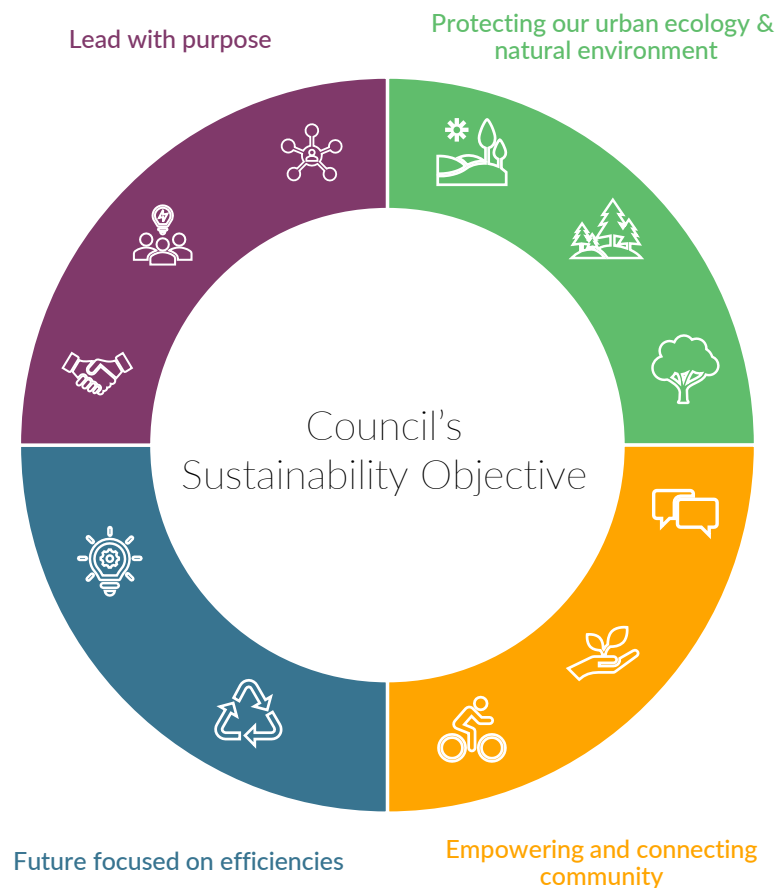 Lead with purpose
Protecting our urban ecology &
natural environment
Council’s
Sustainability Objective
Future focused on efficiencies
Empowering and connecting
community